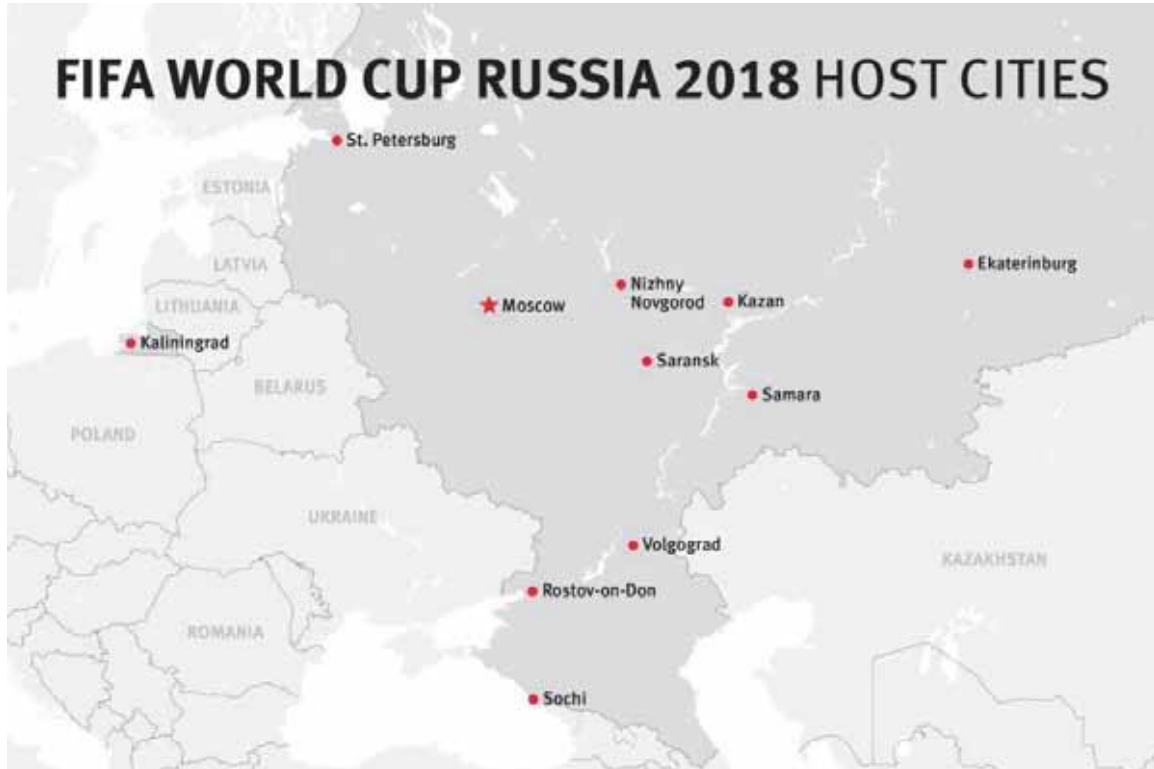 FIFA WORLD CUP RUSSIA 2018 HOST CITIES
St. Petersburg
ESTONIA
LATVIA
Ekaterinburg
Nizhny
Novgorod
Kazan
Moscow
LITHUANIA
Kaliningrad
Saransk
BELARUS
Samara
POLAND
UKRAINE
Volgograd
KAZAKHSTAN
Rostov-on-Don
ROMANIA
Sochi